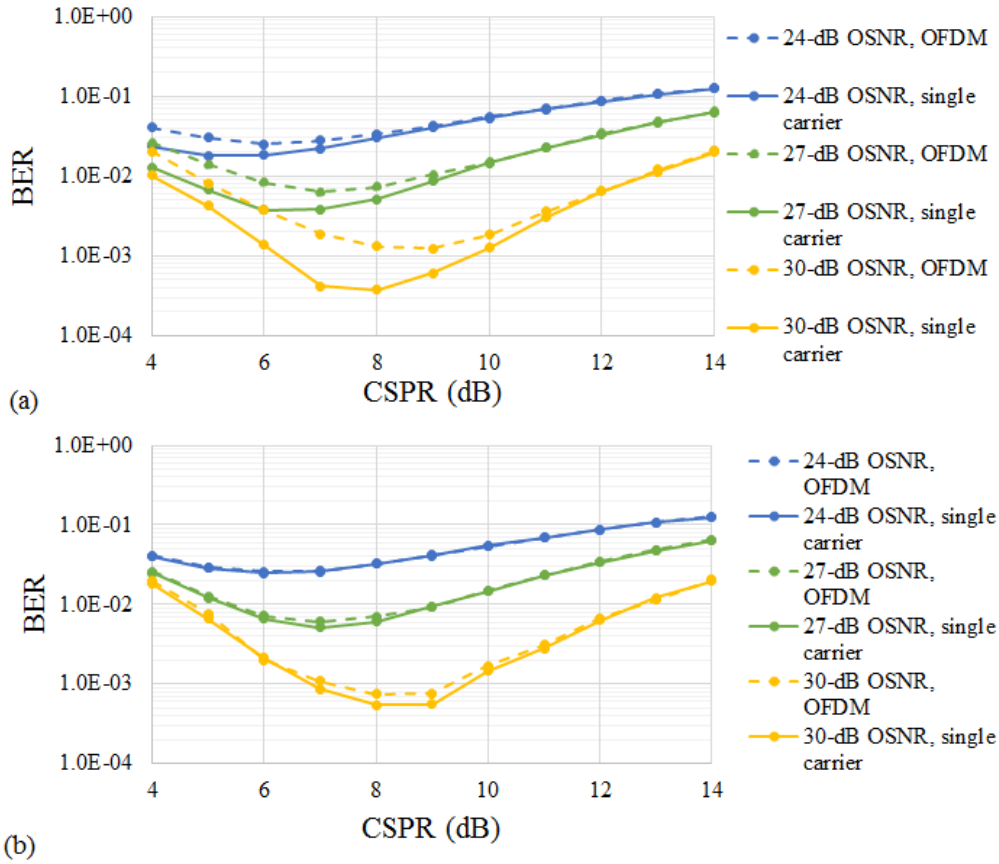 1.0E+00
1.0E-01
1.0E-02
1.0E-03
1.0E-04
BER
4
6
8
10
12
14
CSPR (dB)
24-dB OSNR, OFDM
24-dB OSNR, single
carrier
27-dB OSNR, OFDM
27-dB OSNR, single
carrier
30-dB OSNR, OFDM
30-dB OSNR, single
carrier
(a)
1.0E+00
1.0E-01
1.0E-02
1.0E-03
1.0E-04
BER
4
6
8
10
12
14
CSPR (dB)
24-dB OSNR,
OFDM
24-dB OSNR, single
carrier
27-dB OSNR,
OFDM
27-dB OSNR, single
carrier
30-dB OSNR,
OFDM
30-dB OSNR, single
carrier
(b)